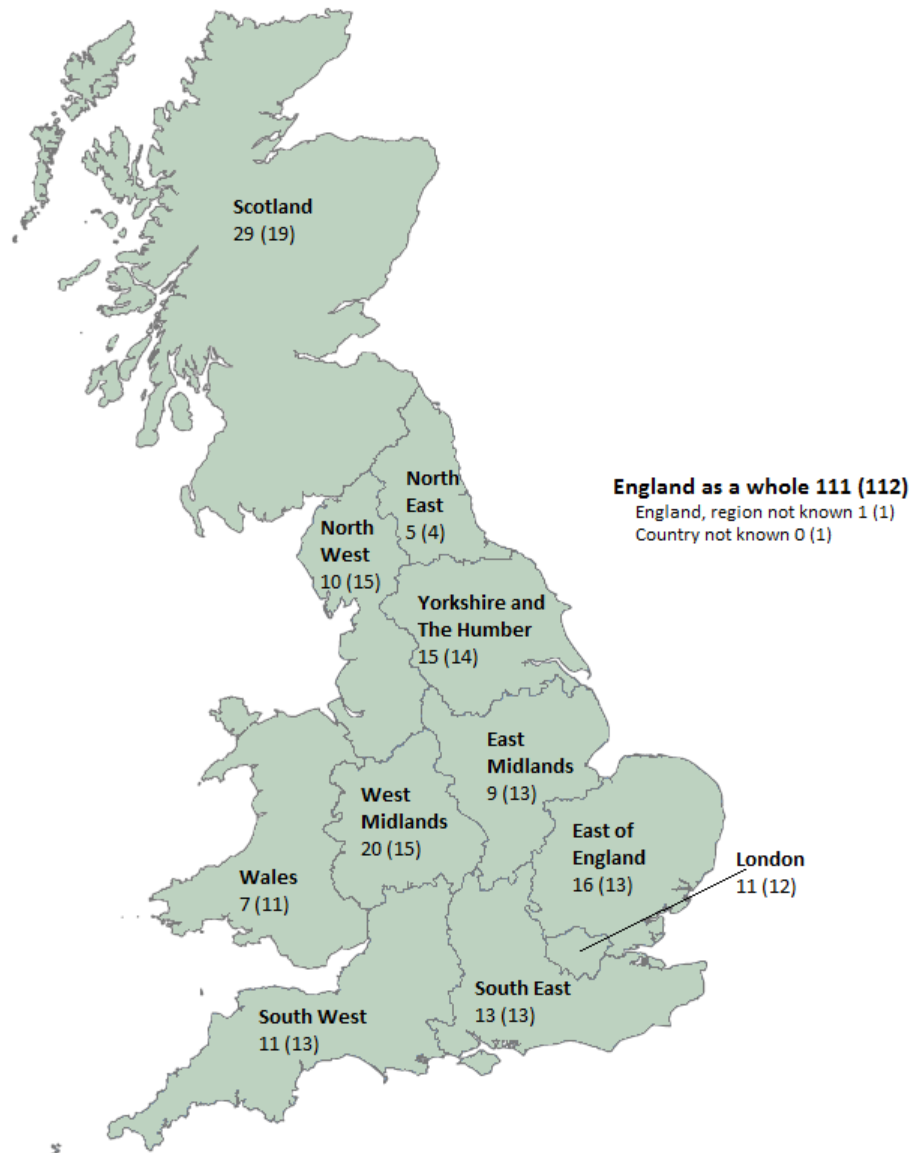 Scotland
29 (19)
North
East
5 (4)
England as a whole 111 (112)
England, region not known 1 (1)
Country not known 0 (1)
North
West
10 (15)
Yorkshire and
The Humber
15 (14)
East
Midlands
9 (13)
West
Midlands
20 (15)
East of
England
16 (13)
London
11 (12)
Wales
7 (11)
South East
13 (13)
South West
11 (13)